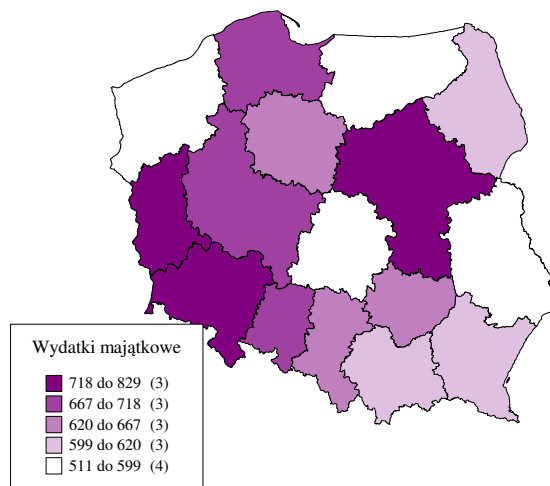 Wydatki majątkowe
718 do 829 (3)
667 do 718 (3)
620 do 667 (3)
599 do 620 (3)
511 do 599 (4)